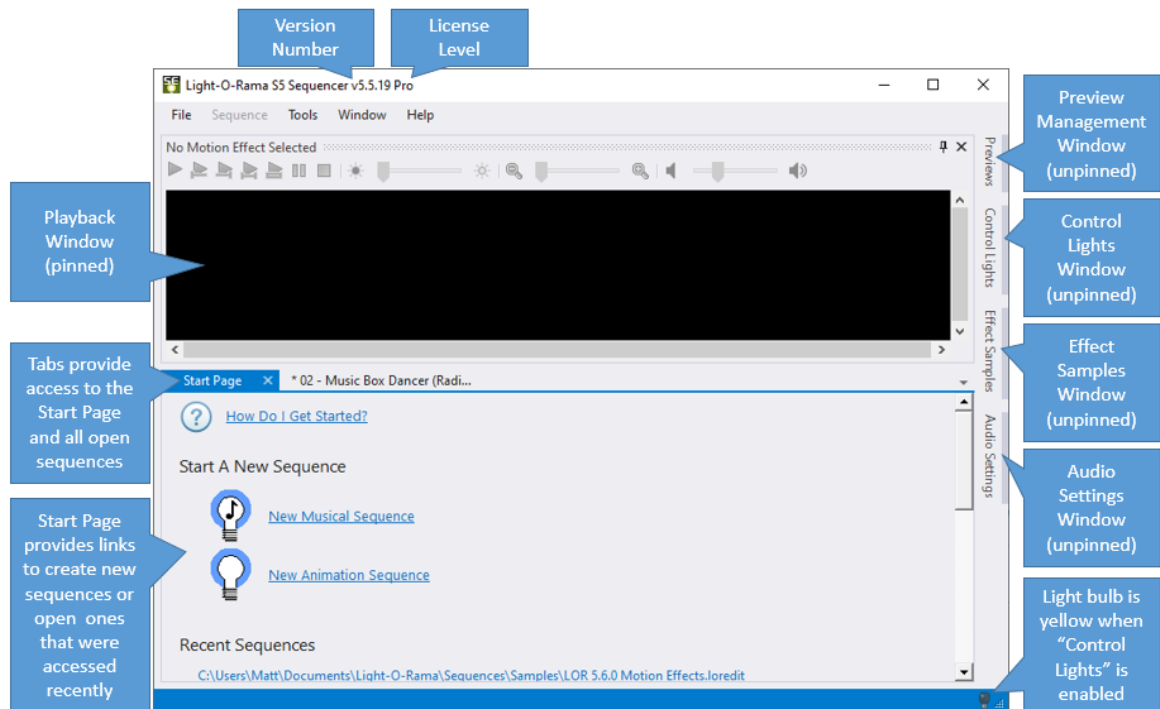 Version
Number
License
Level
Light-O-Rama S5 Sequencer v5.5.19 Pro
File Sequence Tools Window Help
No Motion Effect Selected
Previews
Control Lights
Effect Samples
Audio Settings
Preview
Management
Window
(unpinned)
Playback
Window
(pinned)
Control
Lights
Window
(unpinned)
Tabs provide
access to the
Start Page
and all open
sequences
Effect
Samples
Window
(unpinned)
Start Page * 02 - Music Box Dancer (Radi...
? How Do I Get Started?
Start A New Sequence
New Musical Sequence
New Animation Sequence
Recent Sequences
C:\Users\Matt\Documents\Light-O-Rama\Sequences\Samples\LOR 5.6.0 Motion Effects.loredit
Audio
Settings
Window
(unpinned)
Start Page
provides links
to create new
sequences or
open ones
that were
accessed
recently
Light bulb is
yellow when
“Control
Lights” is
enabled